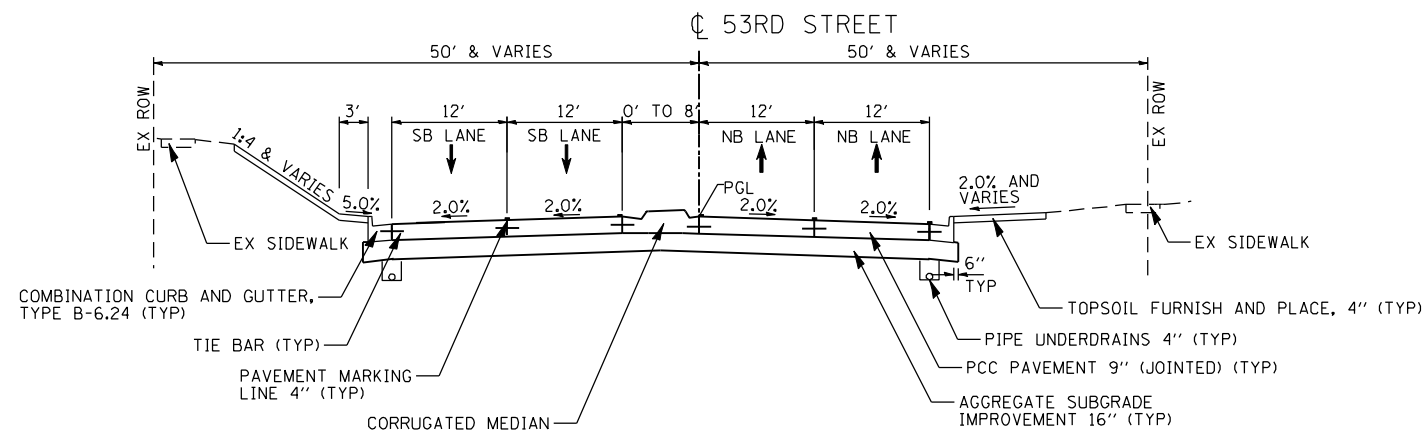 ℄ 53RD STREET
50' & VARIES
50' & VARIES
EX ROW
EX ROW
3'
12'
12'
0' TO 8'
12'
12'
SB LANE
SB LANE
NB LANE
NB LANE
1:4 & VARIES
5.0%
2.0%
2.0%
PGL
2.0%
2.0%
2.0% AND
VARIES
EX SIDEWALK
EX SIDEWALK
6''
TYP
COMBINATION CURB AND GUTTER,
TYPE B-6.24 (TYP)
TOPSOIL FURNISH AND PLACE, 4'' (TYP)
TIE BAR (TYP)
PIPE UNDERDRAINS 4'' (TYP)
PAVEMENT MARKING
LINE 4'' (TYP)
PCC PAVEMENT 9'' (JOINTED) (TYP)
CORRUGATED MEDIAN
AGGREGATE SUBGRADE
IMPROVEMENT 16'' (TYP)